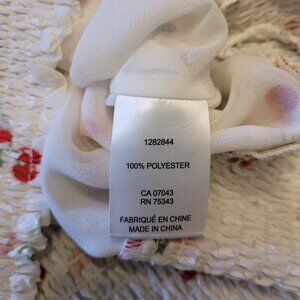 1282844
100% POLYESTER
CA 07043
RN 75343
FABRIQUÉ EN CHINE
MADE IN CHINA